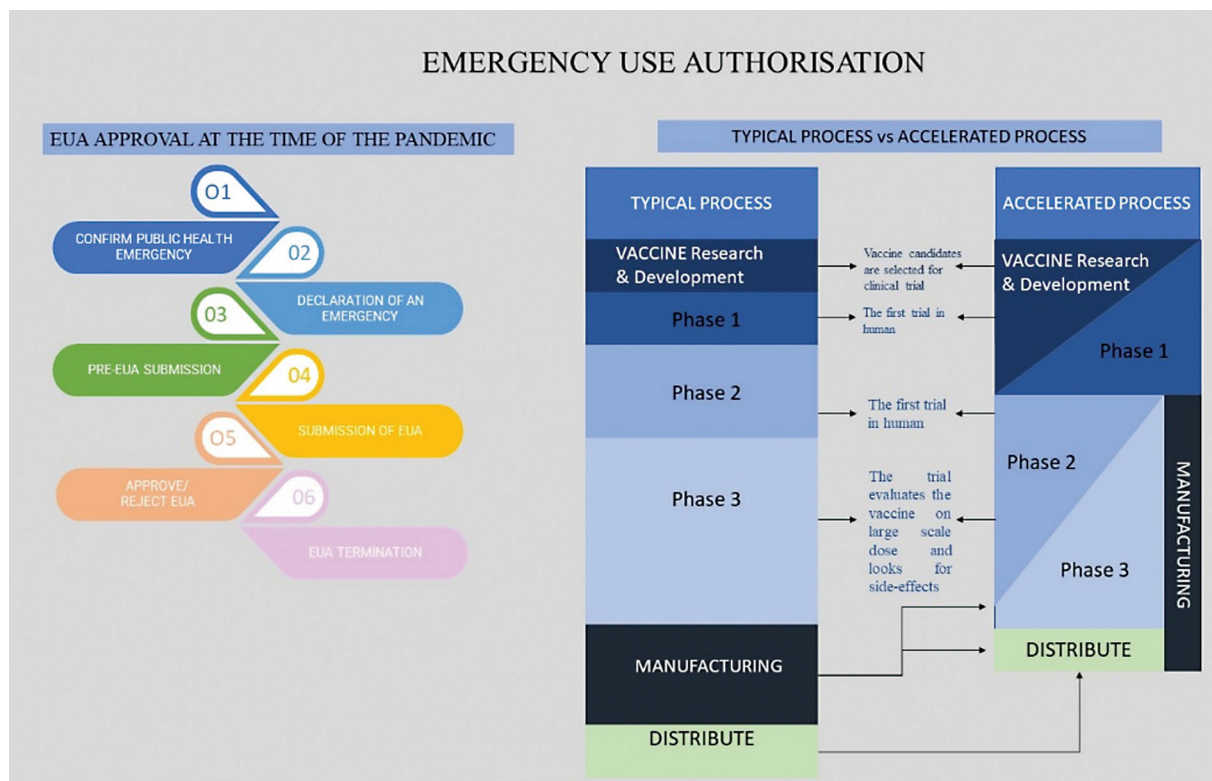 EMERGENCY USE AUTHORISATION
EUA APPROVAL AT THE TIME OF THE PANDEMIC
O1
CONFIRM PUBLIC HEALTH
EMERGENCY
02
DECLARATION OF AN
EMERGENCY
03
PRE-EUA SUBMISSION
04
SUBMISSION OF EUA
O5
APPROVE/
REJECT EUA
06
EUA TERMINATION
TYPICAL PROCESS vs ACCELERATED PROCESS
TYPICAL PROCESS
VACCINE Research
& Development
Phase 1
Phase 2
Phase 3
MANUFACTURING
DISTRIBUTE
Vaccine candidates
are selected for
clinical trial
The first trial in
human
The first trial
in human
The trial
evaluates the
vaccine on
large scale
dose and
looks for
side-effects
ACCELERATED PROCESS
VACCINE Research
& Development
Phase 1
Phase 2
Phase 3
MANUFACTURING
DISTRIBUTE